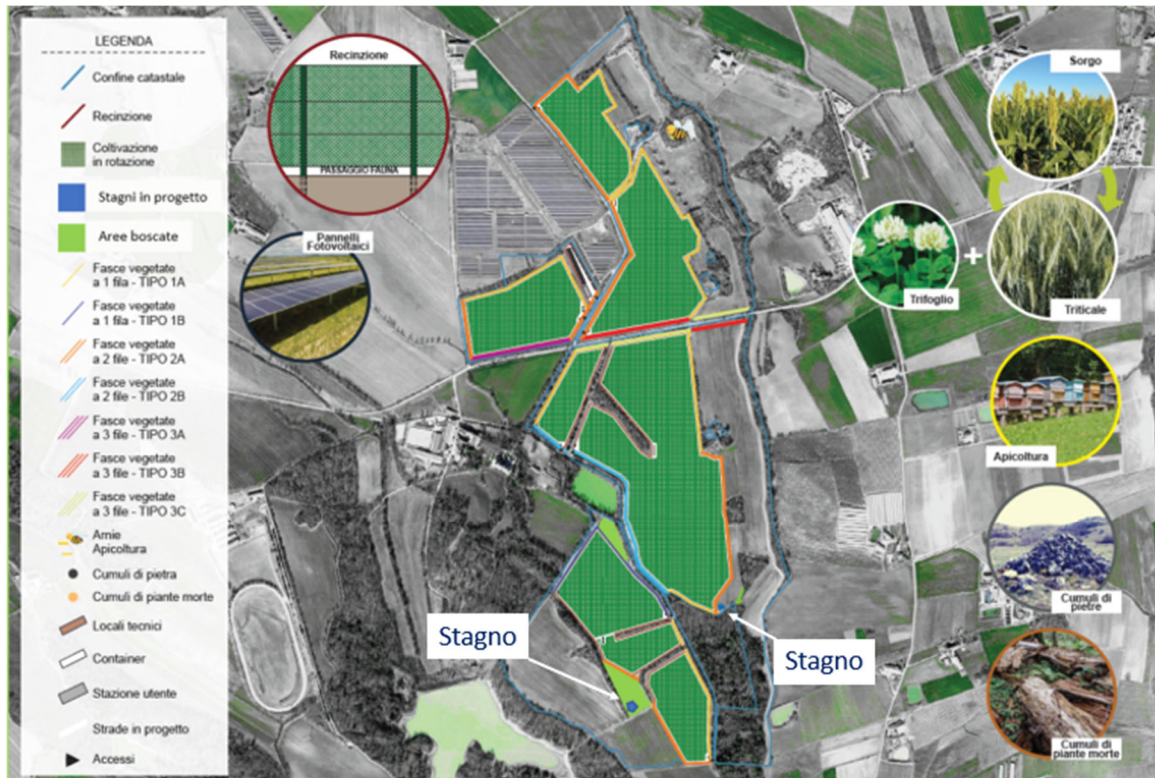 LEGENDA
Confine catastale
Recinzione
Coltivazione
in rotazione
Stagni in progetto
Aree boscate
Fasce vegetate
a 1 fila - TIPO 1A
Fasce vegetate
a 1 fila - TIPO 1B
Fasce vegetate
a 2 file - TIPO 2A
Fasce vegetate
a 2 file - TIPO 2B
Fasce vegetate
a 3 file - TIPO 3A
Fasce vegetate
a 3 file - TIPO 3B
Fasce vegetate
a 3 file - TIPO 3C
Arnie
Apicoltura
Cumuli di pietra
Cumuli di piante morte
Locali tecnici
Container
Stazione utente
Strade in progetto
Accessi
Recinzione
PASSAGGIO FAUNA
Pannelli
Fotovoltaici
Stagno
Stagno
Sorgo
Trifoglio
+
Triticale
Apicoltura
Cumuli di
pietre
Cumuli di
piante morte